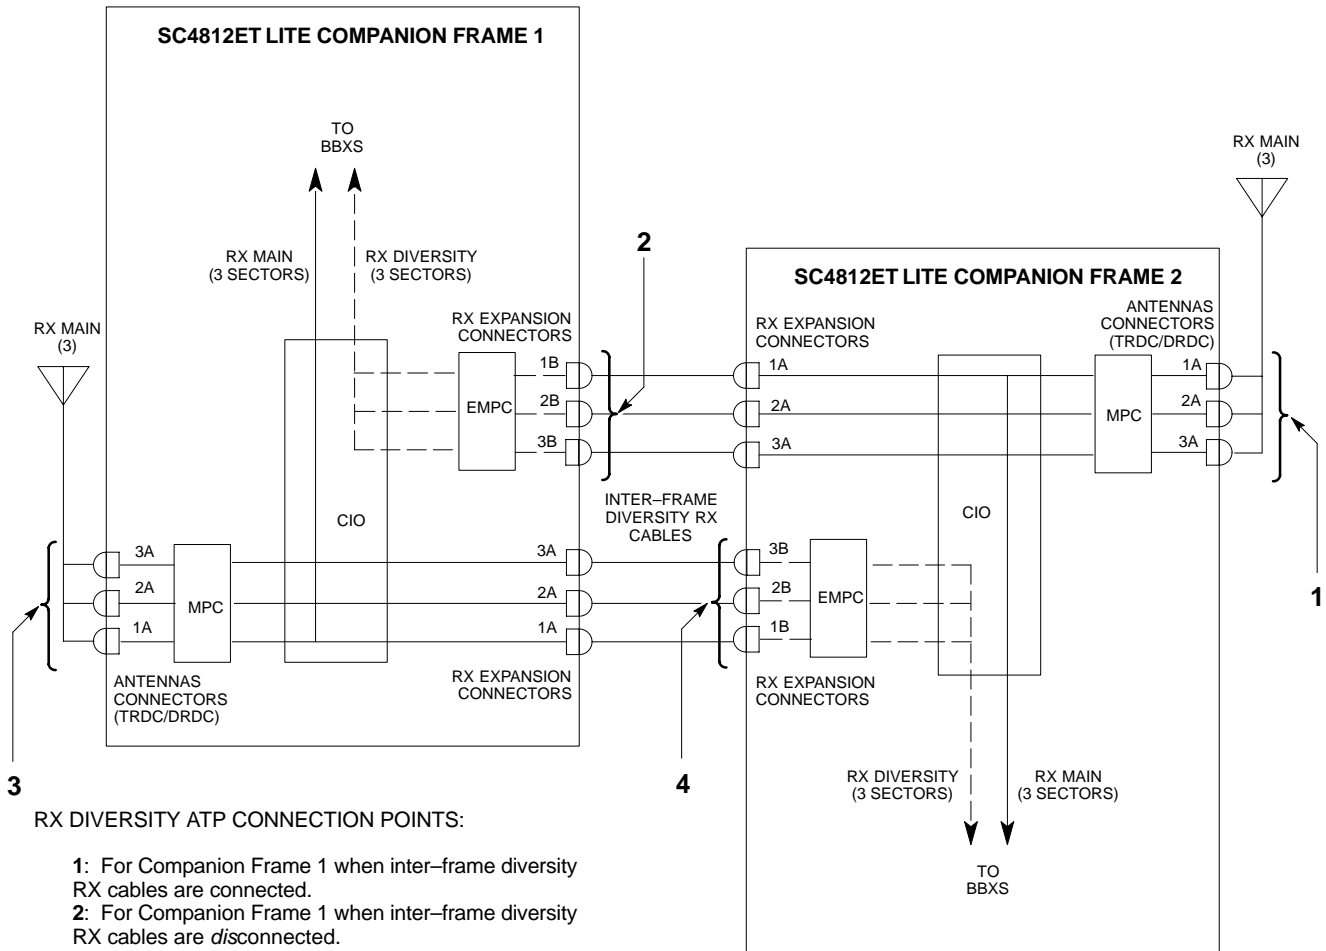 SC4812ET LITE COMPANION FRAME 1
TO
BBXS
RX MAIN
(3 SECTORS)
RX DIVERSITY
(3 SECTORS)
RX MAIN
(3)
RX EXPANSION
CONNECTORS
1B
2B
3B
EMPC
CIO
3A
2A
1A
MPC
ANTENNAS
CONNECTORS
(TRDC/DRDC)
3A
2A
1A
RX EXPANSION
CONNECTORS
3
2
INTER–FRAME
DIVERSITY RX
CABLES
4
SC4812ET LITE COMPANION FRAME 2
RX MAIN
(3)
RX EXPANSION
CONNECTORS
ANTENNAS
CONNECTORS
(TRDC/DRDC)
1A
2A
3A
MPC
1A
2A
3A
CIO
3B
2B
1B
EMPC
RX EXPANSION
CONNECTORS
1
RX DIVERSITY
(3 SECTORS)
RX MAIN
(3 SECTORS)
TO
BBXS
RX DIVERSITY ATP CONNECTION POINTS:
1: For Companion Frame 1 when inter–frame diversity
RX cables are connected.
2: For Companion Frame 1 when inter–frame diversity
RX cables are disconnected.